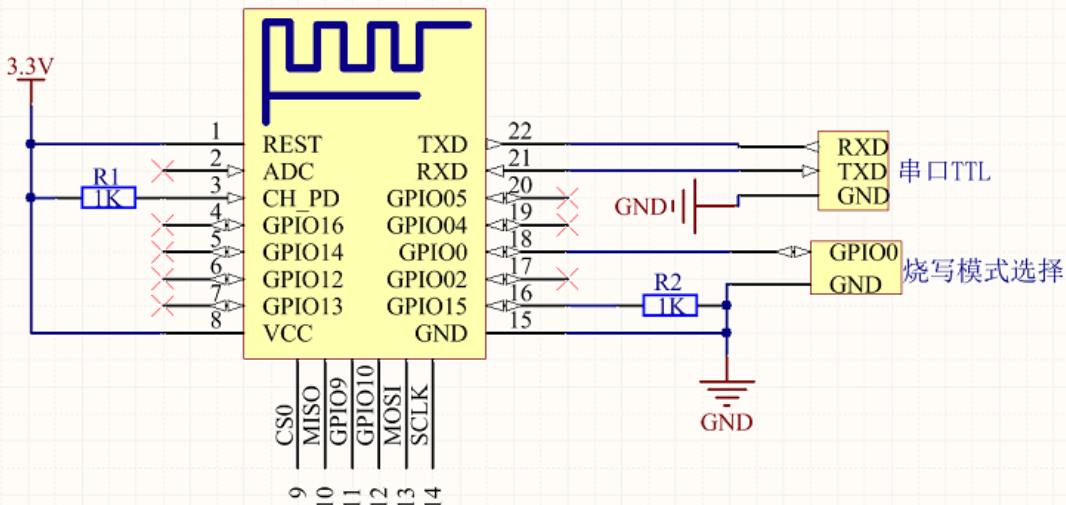 3.3V
1 REST TXD 22 RXD
2 ADC RXD 21 TXD 串口TTL
R1
1K 3 CH_PD GPIO05 20 GND
4 GPIO16 GPIO04 19 GND
5 GPIO14 GPIO0 18 GPIO0 烧写模式选择
6 GPIO12 GPIO02 17 GND
R2
7 GPIO13 GPIO15 16 1K
8 VCC GND 15
CS0
MISO
GPIO9
GPIO10
MOSI
SCLK
GND
9
10
11
12
13
14